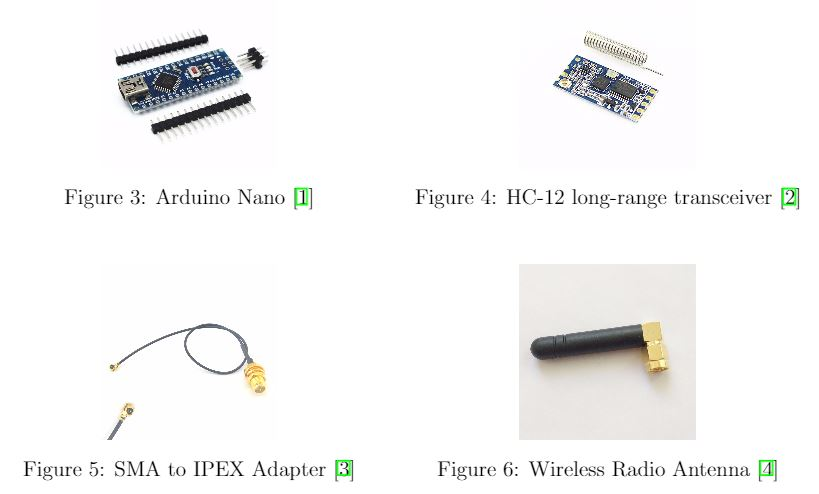 Figure 3: Arduino Nano [1]
Figure 4: HC-12 long-range transceiver [2]
Figure 5: SMA to IPEX Adapter [3]
Figure 6: Wireless Radio Antenna [4]